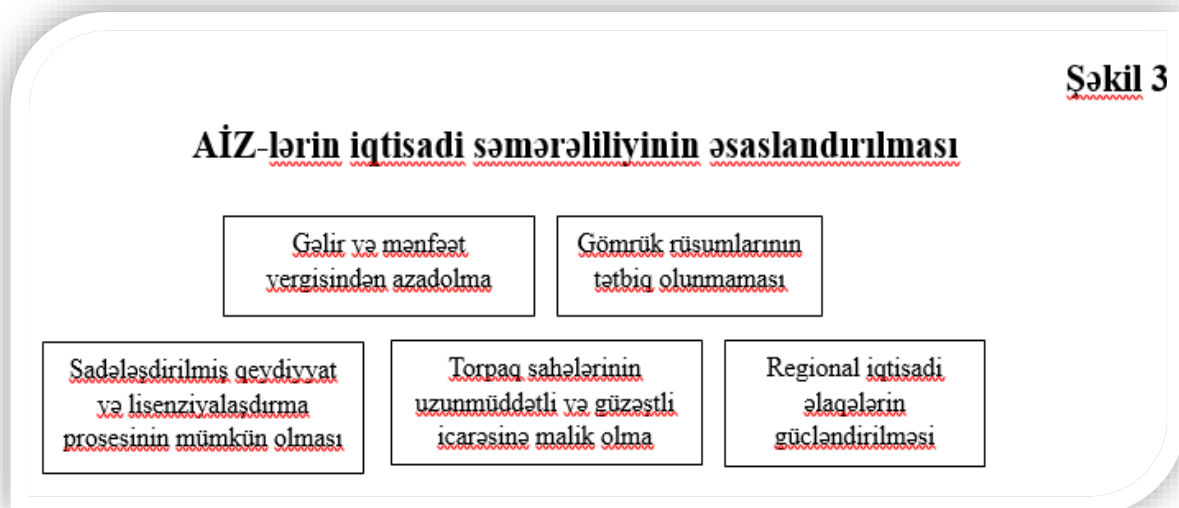 Şəkil 3
AİZ-lərin iqtisadi səmərəliliyinin əsaslandırılması
Gəlir və mənfəət
vergisindən azadolma
Gömrük rüsumlarının
tətbiq olunmaması
Sadələşdirilmiş qeydiyyat
və lisenziyalaşdırma
prosesinin mümkün olması
Torpaq sahələrinin
uzunmüddətli və güzəştli
icarəsinə malik olma
Regional iqtisadi
əlaqələrin
gücləndirilməsi